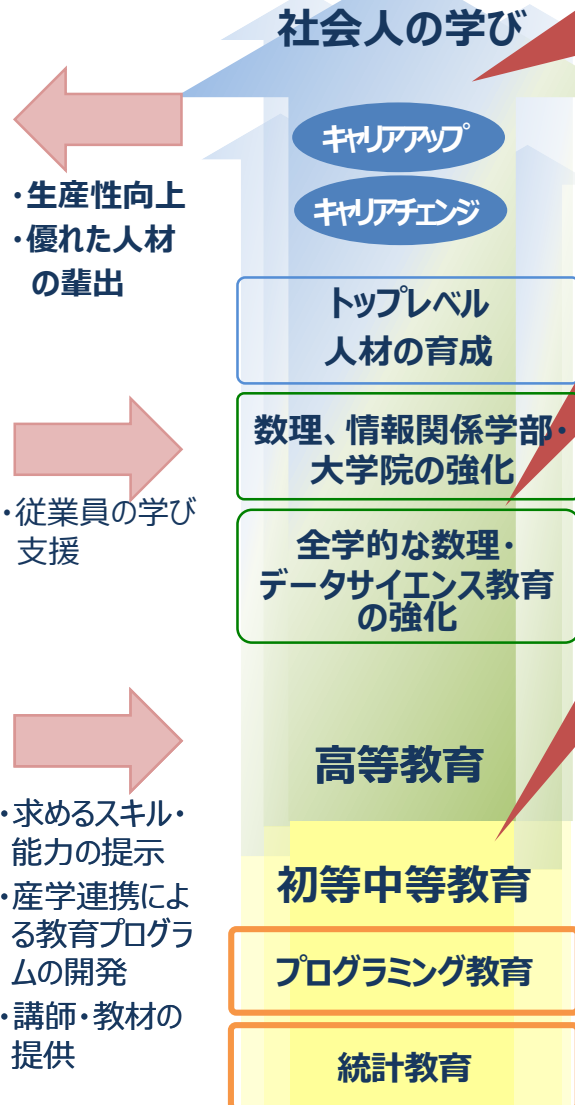 社会人の学び
キャリアアップ
キャリアチェンジ
・生産性向上
・優れた人材
の輩出
トップレベル
人材の育成
数理、情報関係学部・
大学院の強化
・従業員の学び
支援
全学的な数理・
データサイエンス教育
の強化
高等教育
・求めるスキル・
能力の提示
・産学連携によ
る教育プログラ
ムの開発
・講師・教材の
提供
初等中等教育
プログラミング教育
統計教育